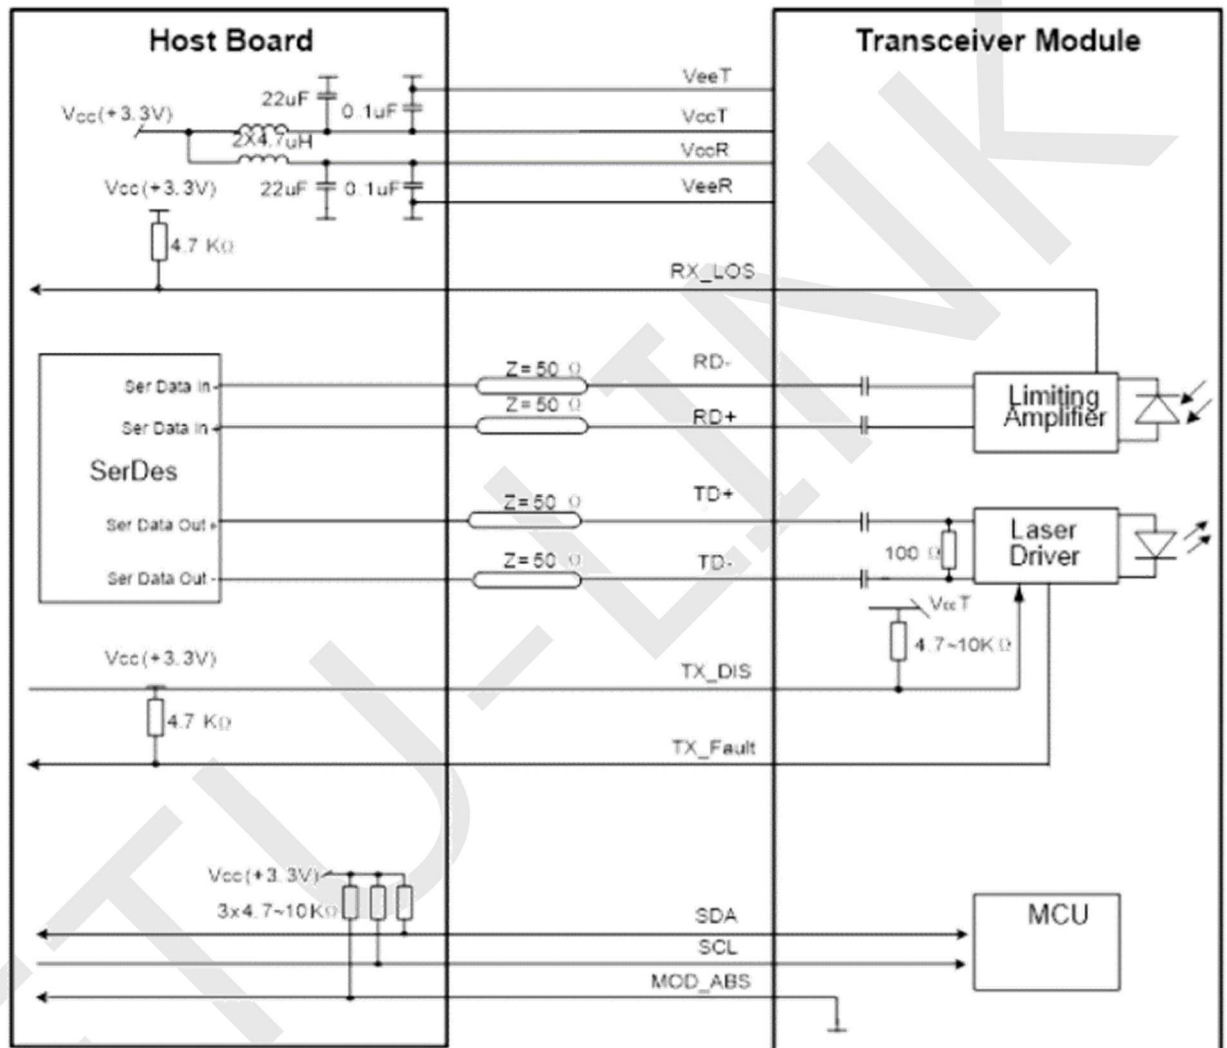 Host Board
Transceiver Module
VeeT
22uF
0.1uF
Vcc(+3.3V)
VccT
2X4.7uH
VccR
Vcc(+3.3V)
22uF
0.1uF
VeeR
4.7 KΩ
RX_LOS
Z=50 Ω
RD-
Ser Data In-
Limiting
Amplifier
Z=50 Ω
RD+
Ser Data In +
SerDes
Z=50 Ω
TD+
Ser Data Out+
Laser
Driver
100 Ω
Z=50 Ω
TD-
Ser Data Out -
VccT
4.7~10KΩ
Vcc(+3.3V)
TX_DIS
4.7 KΩ
TX_Fault
Vcc(+3.3V)
3x4.7~10KΩ
SDA
MCU
SCL
MOD_ABS
ETU-LINK